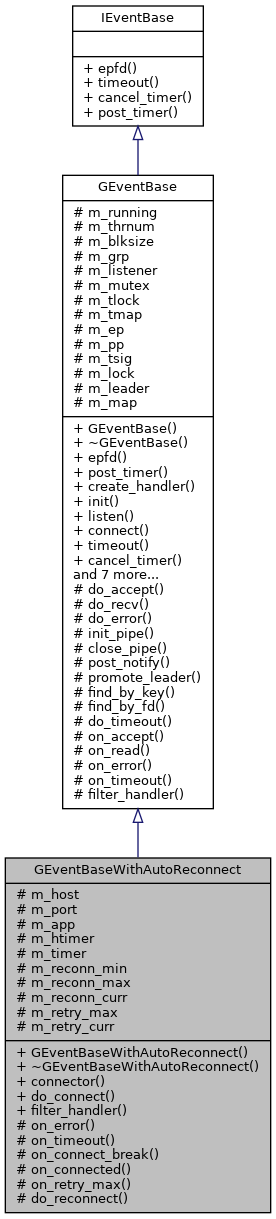 IEventBase
+ epfd()
+ timeout()
+ cancel_timer()
+ post_timer()
GEventBase
# m_running
# m_thrnum
# m_blksize
# m_grp
# m_listener
# m_mutex
# m_tlock
# m_tmap
# m_ep
# m_pp
# m_tsig
# m_lock
# m_leader
# m_map
+ GEventBase()
+ ~GEventBase()
+ epfd()
+ post_timer()
+ create_handler()
+ init()
+ listen()
+ connect()
+ timeout()
+ cancel_timer()
and 7 more...
# do_accept()
# do_recv()
# do_error()
# init_pipe()
# close_pipe()
# post_notify()
# promote_leader()
# find_by_key()
# find_by_fd()
# do_timeout()
# on_accept()
# on_read()
# on_error()
# on_timeout()
# filter_handler()
GEventBaseWithAutoReconnect
# m_host
# m_port
# m_app
# m_htimer
# m_timer
# m_reconn_min
# m_reconn_max
# m_reconn_curr
# m_retry_max
# m_retry_curr
+ GEventBaseWithAutoReconnect()
+ ~GEventBaseWithAutoReconnect()
+ connector()
+ do_connect()
+ filter_handler()
# on_error()
# on_timeout()
# on_connect_break()
# on_connected()
# on_retry_max()
# do_reconnect()